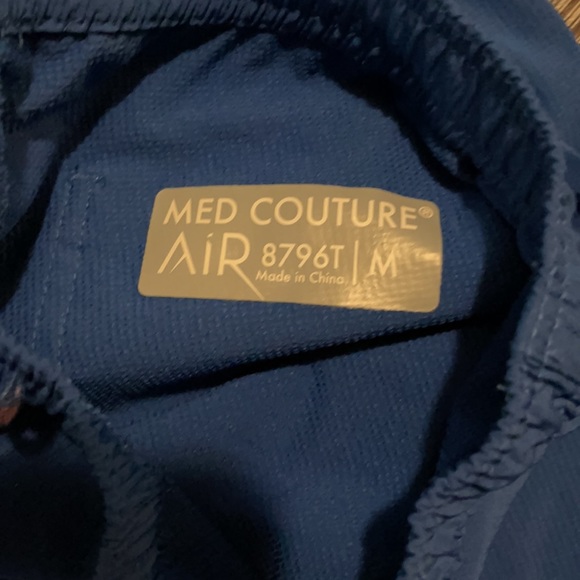 MED COUTURE®
AiR 8796T | M
Made in China.